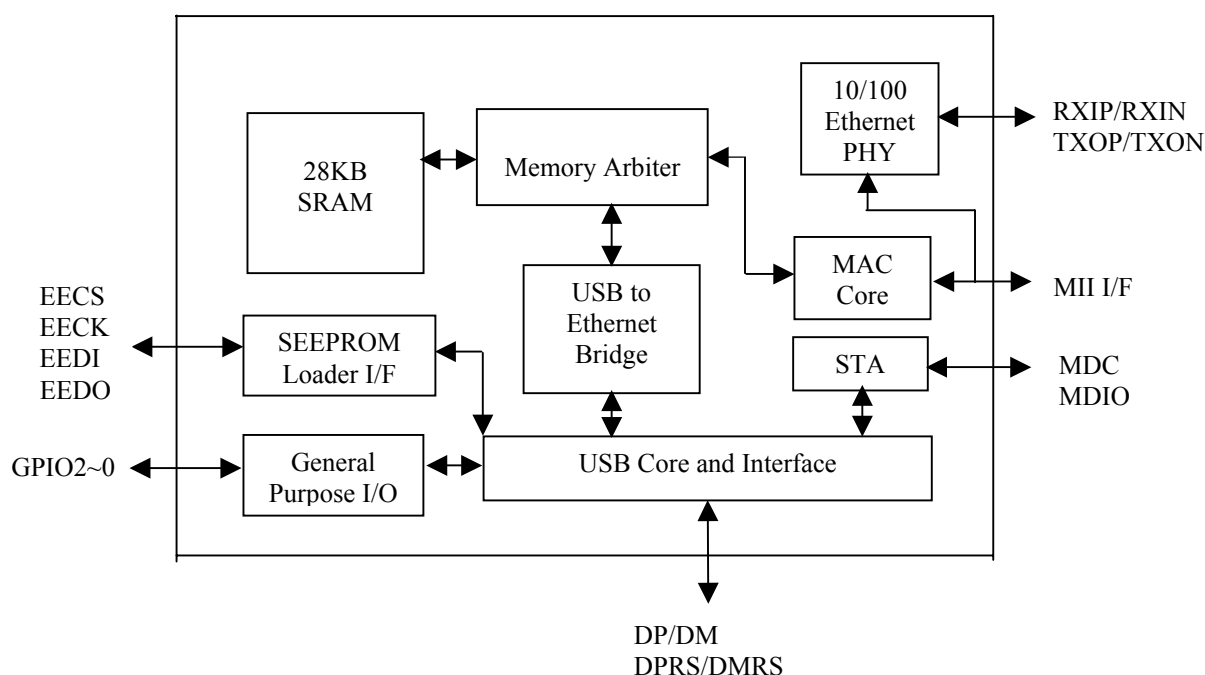 10/100
Ethernet
PHY
RXIP/RXIN
TXOP/TXON
28KB
SRAM
Memory Arbiter
MAC
Core
MII I/F
USB to
Ethernet
Bridge
EECS
EECK
EEDI
EEDO
SEEPROM
Loader I/F
STA
MDC
MDIO
GPIO2~0
General
Purpose I/O
USB Core and Interface
DP/DM
DPRS/DMRS